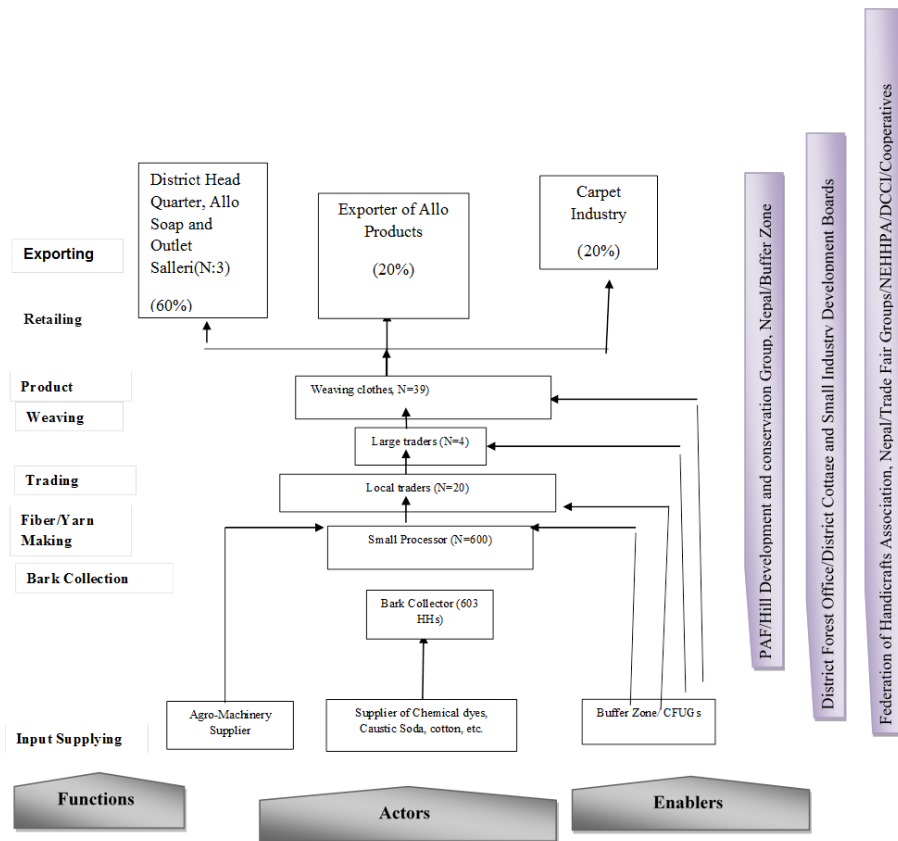 Exporting
Retailing
Product
Weaving
Trading
Fiber/Yarn
Making
Bark Collection
Input Supplying
District Head
Quarter, Allo
Soap and
Outlet
Salleri(N:3)
(60%)
Exporter of Allo
Products
(20%)
Carpet
Industry
(20%)
Weaving clothes, N=39)
Large traders (N=4)
Local traders (N=20)
Small Processor (N=600)
Bark Collector (603
HHs)
Agro-Machinery
Supplier
Supplier of Chemical dyes,
Caustic Soda, cotton, etc.
Buffer Zone/ CFUGs
PAF/Hill Development and conservation Group, Nepal/Buffer Zone
District Forest Office/District Cottage and Small Industry Development Boards
Federation of Handicrafts Association, Nepal/Trade Fair Groups/NEHHPA/DCCI/Cooperatives
Functions
Actors
Enablers